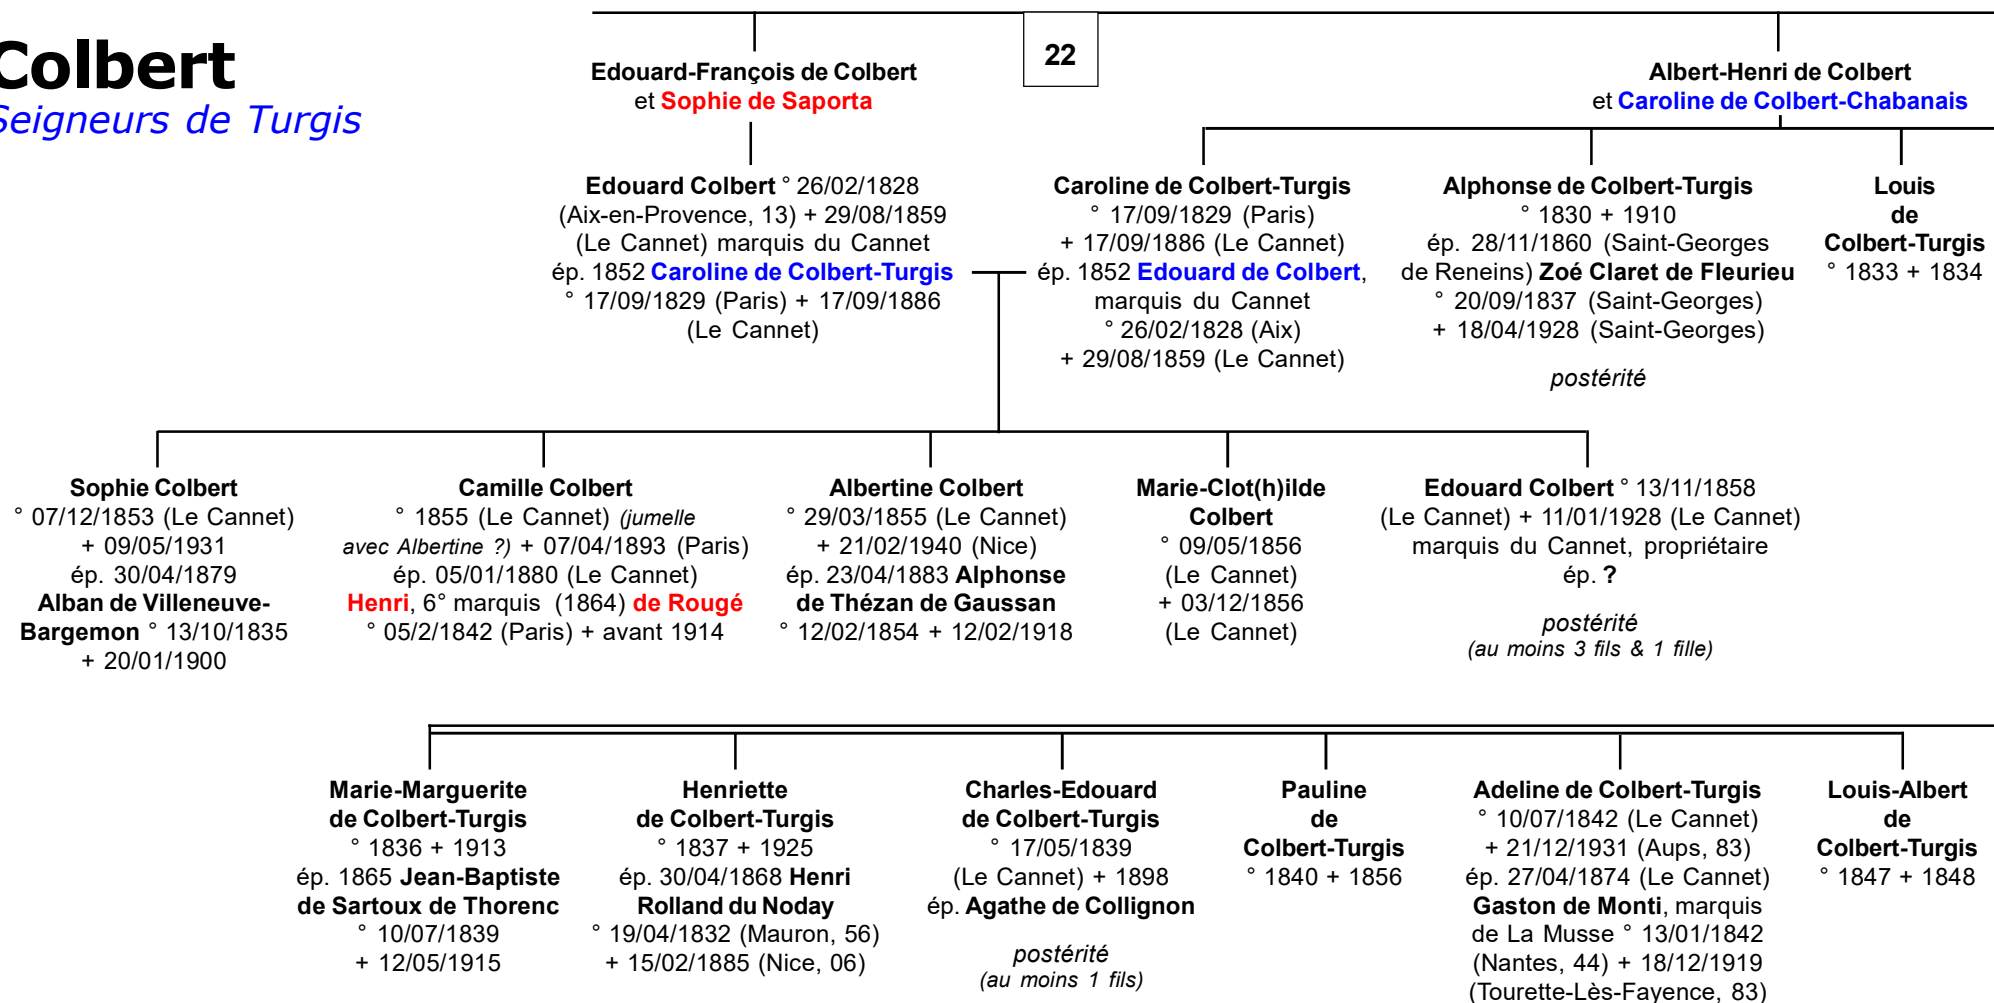 Colbert
Seigneurs de Turgis
22
Edouard-François de Colbert
et Sophie de Saporta
Albert-Henri de Colbert
et Caroline de Colbert-Chabanais
Edouard Colbert ° 26/02/1828
(Aix-en-Provence, 13) + 29/08/1859
(Le Cannet) marquis du Cannet
ép. 1852 Caroline de Colbert-Turgis
° 17/09/1829 (Paris) + 17/09/1886
(Le Cannet)
Caroline de Colbert-Turgis
° 17/09/1829 (Paris)
+ 17/09/1886 (Le Cannet)
ép. 1852 Edouard de Colbert,
marquis du Cannet
° 26/02/1828 (Aix)
+ 29/08/1859 (Le Cannet)
Alphonse de Colbert-Turgis
° 1830 + 1910
ép. 28/11/1860 (Saint-Georges
de Reneins) Zoé Claret de Fleurieu
° 20/09/1837 (Saint-Georges)
+ 18/04/1928 (Saint-Georges)
postérité
Louis
de
Colbert-Turgis
° 1833 + 1834
Sophie Colbert
° 07/12/1853 (Le Cannet)
+ 09/05/1931
ép. 30/04/1879
Alban de Villeneuve-
Bargemon ° 13/10/1835
+ 20/01/1900
Camille Colbert
° 1855 (Le Cannet) (jumelle
avec Albertine ?) + 07/04/1893 (Paris)
ép. 05/01/1880 (Le Cannet)
Henri, 6° marquis (1864) de Rougé
° 05/2/1842 (Paris) + avant 1914
Albertine Colbert
° 29/03/1855 (Le Cannet)
+ 21/02/1940 (Nice)
ép. 23/04/1883 Alphonse
de Thézan de Gaussan
° 12/02/1854 + 12/02/1918
Marie-Clot(h)ilde
Colbert
° 09/05/1856
(Le Cannet)
+ 03/12/1856
(Le Cannet)
Edouard Colbert ° 13/11/1858
(Le Cannet) + 11/01/1928 (Le Cannet)
marquis du Cannet, propriétaire
ép. ?
postérité
(au moins 3 fils & 1 fille)
Marie-Marguerite
de Colbert-Turgis
° 1836 + 1913
ép. 1865 Jean-Baptiste
de Sartoux de Thorenc
° 10/07/1839
+ 12/05/1915
Henriette
de Colbert-Turgis
° 1837 + 1925
ép. 30/04/1868 Henri
Rolland du Noday
° 19/04/1832 (Mauron, 56)
+ 15/02/1885 (Nice, 06)
Charles-Edouard
de Colbert-Turgis
° 17/05/1839
(Le Cannet) + 1898
ép. Agathe de Collignon
postérité
(au moins 1 fils)
Pauline
de
Colbert-Turgis
° 1840 + 1856
Adeline de Colbert-Turgis
° 10/07/1842 (Le Cannet)
+ 21/12/1931 (Aups, 83)
ép. 27/04/1874 (Le Cannet)
Gaston de Monti, marquis
de La Musse ° 13/01/1842
(Nantes, 44) + 18/12/1919
(Tourette-Lès-Fayence, 83)
Louis-Albert
de
Colbert-Turgis
° 1847 + 1848